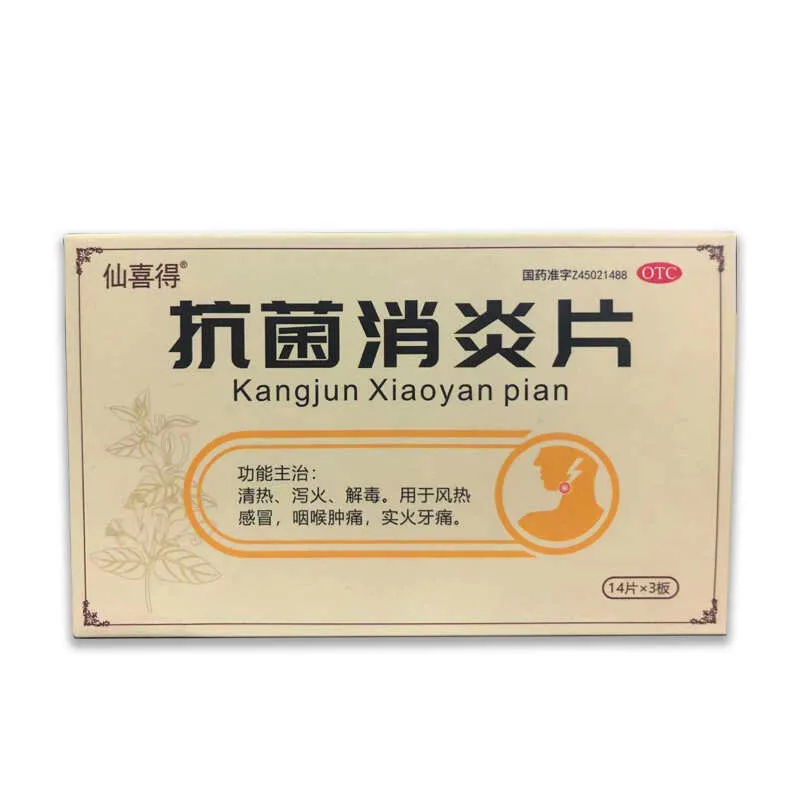 仙喜得®
国药准字Z45021488 OTC
抗菌消炎片
Kangjun Xiaoyan pian
功能主治：
清热、泻火、解毒。用于风热
感冒，咽喉肿痛，实火牙痛。
14片×3板